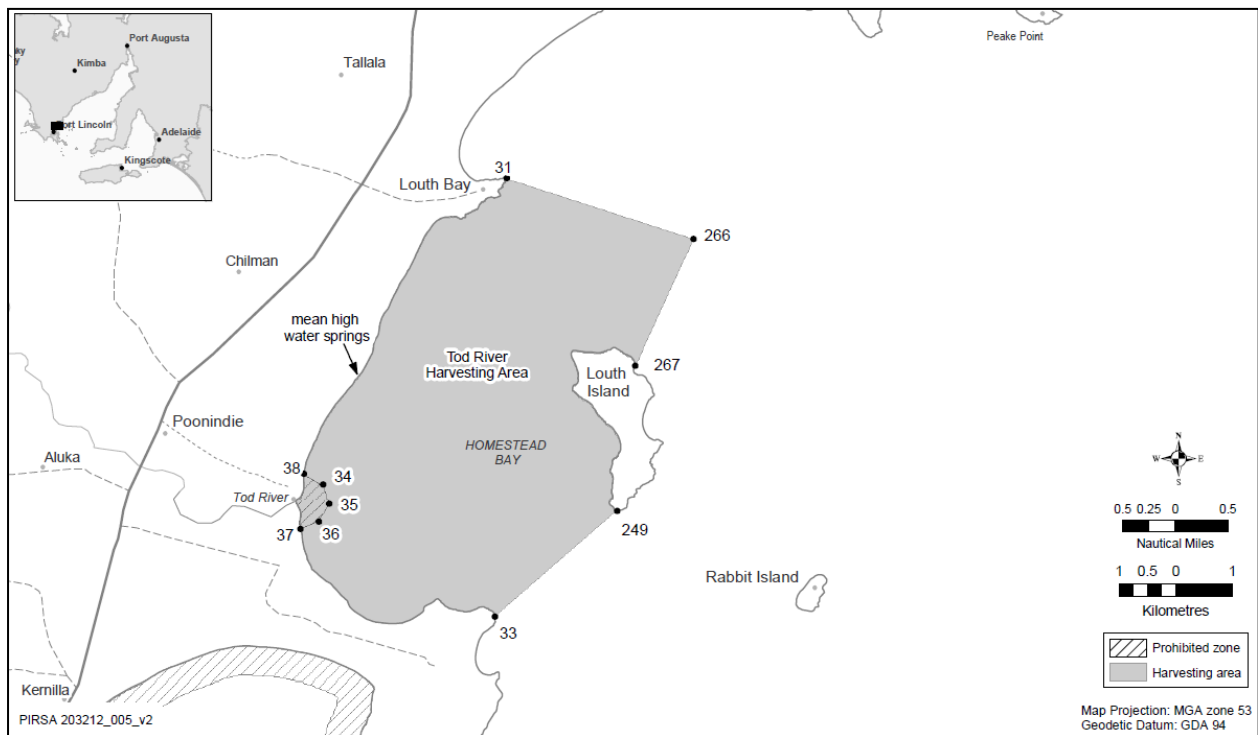 Port Augusta
Kimba
ay
y
ort Lincoln
Adelaide
Kingscote
Peake Point
Tallala
31
Louth Bay
266
Chilman
mean high
water springs
Tod River
Harvesting Area
267
Louth
Island
Poonindie
HOMESTEAD
BAY
Aluka
38
34
Tod River
35
36
37
249
N
W E
S
0.5 0.25 0 0.5
Nautical Miles
1 0.5 0 1
Kilometres
Rabbit Island
33
Prohibited zone
Harvesting area
Kernilla
PIRSA 203212_005_v2
Map Projection: MGA zone 53
Geodetic Datum: GDA 94